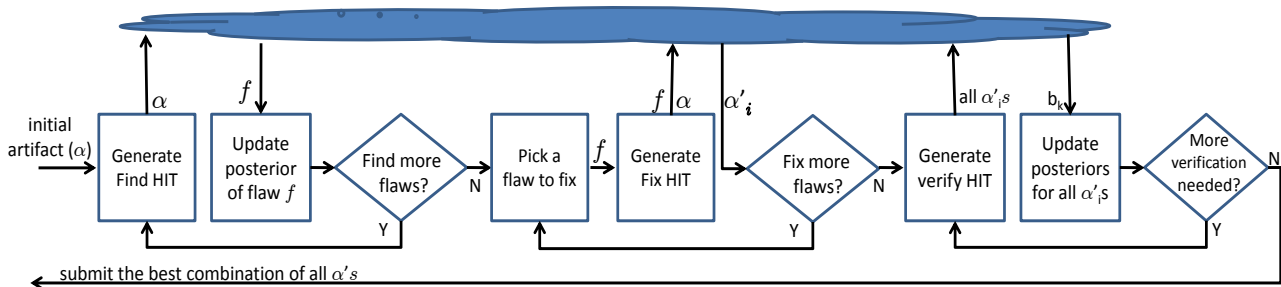 α
f
f α
α'i
all α'is
bk
initial
artifact (α)
Generate
Find HIT
Update
posterior
of flaw f
Find more
flaws?
N
Y
Pick a
flaw to fix
f
Generate
Fix HIT
Fix more
flaws?
N
Y
Generate
verify HIT
Update
posteriors
for all α'is
More
verification
needed?
N
Y
submit the best combination of all α's